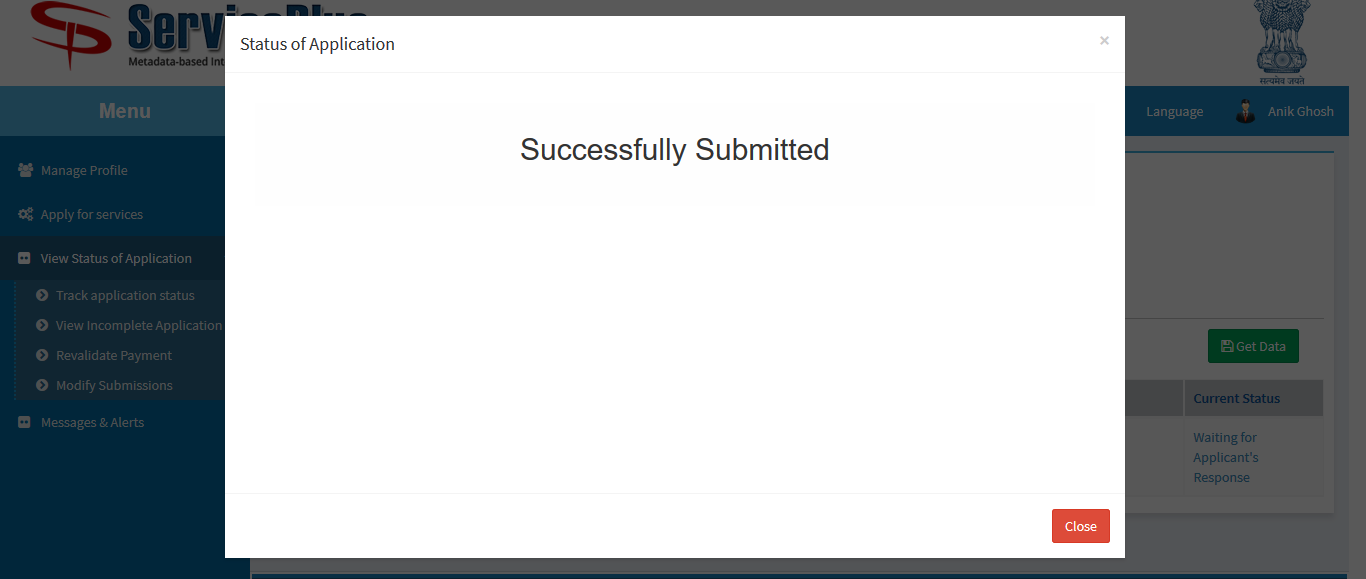 Status of Application
×
Metadata-based Int
सत्यमेव जयते
Menu
Language
Anik Ghosh
Successfully Submitted
Manage Profile
Apply for services
View Status of Application
Track application status
View Incomplete Application
Revalidate Payment
Get Data
Modify Submissions
Current Status
Messages & Alerts
Waiting for
Applicant's
Response
Close